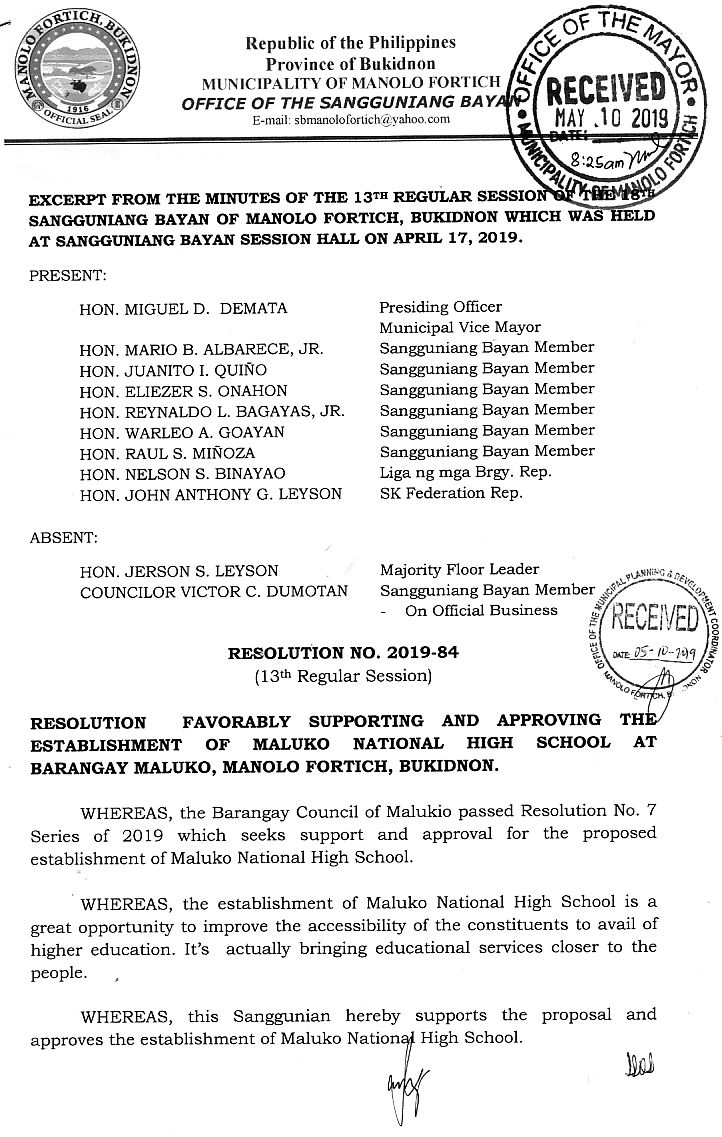 MANOLO FORTICH, BUKIDNON
1916
OFFICIAL SEAL
Republic of the Philippines
Province of Bukidnon
MUNICIPALITY OF MANOLO FORTICH
OFFICE OF THE SANGGUNIANG BAYAN
E-mail: sbmanolofortich@yahoo.com
OFFICE OF THE MAYOR
RECEIVED
MAY .10 2019
DATE:
8:25am
MUNICIPALITY OF MANOLO FORTICH
EXCERPT FROM THE MINUTES OF THE 13TH REGULAR SESSION OF THE 18TH
SANGGUNIANG BAYAN OF MANOLO FORTICH, BUKIDNON WHICH WAS HELD
AT SANGGUNIANG BAYAN SESSION HALL ON APRIL 17, 2019.
PRESENT:
HON. MIGUEL D. DEMATA Presiding Officer
Municipal Vice Mayor
HON. MARIO B. ALBARECE, JR. Sangguniang Bayan Member
HON. JUANITO I. QUIÑO Sangguniang Bayan Member
HON. ELIEZER S. ONAHON Sangguniang Bayan Member
HON. REYNALDO L. BAGAYAS, JR. Sangguniang Bayan Member
HON. WARLEO A. GOAYAN Sangguniang Bayan Member
HON. RAUL S. MIÑOZA Sangguniang Bayan Member
HON. NELSON S. BINAYAO Liga ng mga Brgy. Rep.
HON. JOHN ANTHONY G. LEYSON SK Federation Rep.
ABSENT:
HON. JERSON S. LEYSON Majority Floor Leader
COUNCILOR VICTOR C. DUMOTAN Sangguniang Bayan Member
- On Official Business
OFFICE OF THE MUNICIPAL PLANNING & DEVELOPMENT COORDINATOR
RECEIVED
DATE 05-10-2019
MANOLO FORTICH, B
RESOLUTION NO. 2019-84
(13th Regular Session)
RESOLUTION FAVORABLY SUPPORTING AND APPROVING THE
ESTABLISHMENT OF MALUKO NATIONAL HIGH SCHOOL AT
BARANGAY MALUKO, MANOLO FORTICH, BUKIDNON.
WHEREAS, the Barangay Council of Malukio passed Resolution No. 7
Series of 2019 which seeks support and approval for the proposed
establishment of Maluko National High School.
WHEREAS, the establishment of Maluko National High School is a
great opportunity to improve the accessibility of the constituents to avail of
higher education. It's actually bringing educational services closer to the
people.
WHEREAS, this Sanggunian hereby supports the proposal and
approves the establishment of Maluko National High School.